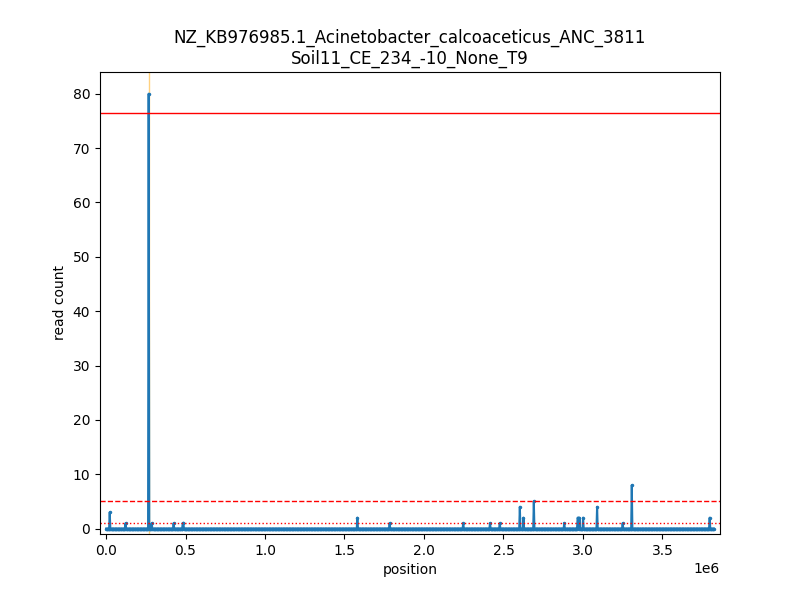 NZ_KB976985.1_Acinetobacter_calcoaceticus_ANC_3811
Soil11_CE_234_-10_None_T9
80
70
60
50
40
30
20
10
0
read count
0.0 0.5 1.0 1.5 2.0 2.5 3.0 3.5
1e6
position